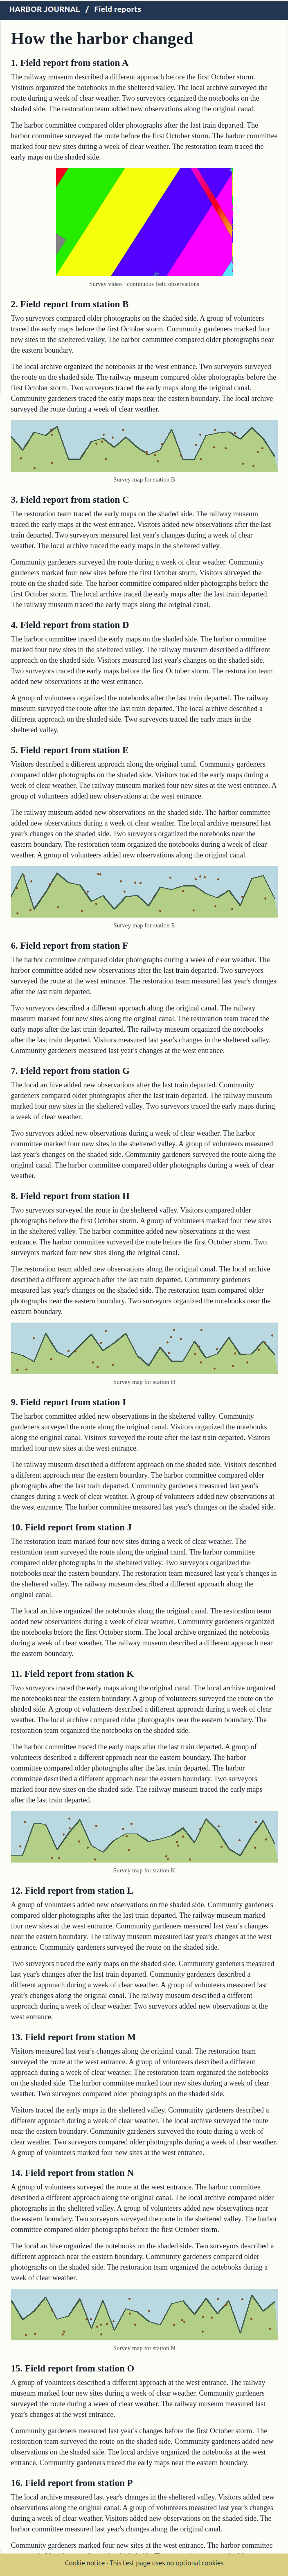 HARBOR JOURNAL / Field reports
How the harbor changed
1. Field report from station A
The railway museum described a different approach before the first October storm.
Visitors organized the notebooks in the sheltered valley. The local archive surveyed the
route during a week of clear weather. Two surveyors organized the notebooks on the
shaded side. The restoration team added new observations along the original canal.
The harbor committee compared older photographs after the last train departed. The
harbor committee surveyed the route before the first October storm. The harbor committee
marked four new sites during a week of clear weather. The restoration team traced the
early maps on the shaded side.
Survey video · continuous field observations
2. Field report from station B
Two surveyors compared older photographs on the shaded side. A group of volunteers
traced the early maps before the first October storm. Community gardeners marked four
new sites in the sheltered valley. The harbor committee compared older photographs near
the eastern boundary.
The local archive organized the notebooks at the west entrance. Two surveyors surveyed
the route on the shaded side. The railway museum compared older photographs before the
first October storm. Two surveyors traced the early maps along the original canal.
Community gardeners traced the early maps near the eastern boundary. The local archive
surveyed the route during a week of clear weather.
Survey map for station B
3. Field report from station C
The restoration team traced the early maps on the shaded side. The railway museum
traced the early maps at the west entrance. Visitors added new observations after the last
train departed. Two surveyors measured last year's changes during a week of clear
weather. The local archive traced the early maps in the sheltered valley.
Community gardeners surveyed the route during a week of clear weather. Community
gardeners marked four new sites before the first October storm. Visitors surveyed the
route on the shaded side. The harbor committee compared older photographs before the
first October storm. The local archive traced the early maps after the last train departed.
The railway museum traced the early maps along the original canal.
4. Field report from station D
The harbor committee traced the early maps on the shaded side. The harbor committee
marked four new sites in the sheltered valley. The railway museum described a different
approach on the shaded side. Visitors measured last year's changes on the shaded side.
Two surveyors traced the early maps before the first October storm. The restoration team
added new observations at the west entrance.
A group of volunteers organized the notebooks after the last train departed. The railway
museum surveyed the route after the last train departed. The local archive described a
different approach on the shaded side. Two surveyors traced the early maps in the
sheltered valley.
5. Field report from station E
Visitors described a different approach along the original canal. Community gardeners
compared older photographs on the shaded side. Visitors traced the early maps during a
week of clear weather. The railway museum marked four new sites at the west entrance. A
group of volunteers added new observations at the west entrance.
The railway museum added new observations on the shaded side. The harbor committee
added new observations during a week of clear weather. The local archive measured last
year's changes on the shaded side. Two surveyors organized the notebooks near the
eastern boundary. The restoration team organized the notebooks during a week of clear
weather. A group of volunteers added new observations along the original canal.
Survey map for station E
6. Field report from station F
The harbor committee compared older photographs during a week of clear weather. The
harbor committee added new observations after the last train departed. Two surveyors
surveyed the route at the west entrance. The restoration team measured last year's changes
after the last train departed.
Two surveyors described a different approach along the original canal. The railway
museum marked four new sites along the original canal. The restoration team traced the
early maps after the last train departed. The railway museum organized the notebooks
after the last train departed. Visitors measured last year's changes in the sheltered valley.
Community gardeners measured last year's changes at the west entrance.
7. Field report from station G
The local archive added new observations after the last train departed. Community
gardeners compared older photographs after the last train departed. The railway museum
marked four new sites in the sheltered valley. Two surveyors traced the early maps during
a week of clear weather.
Two surveyors added new observations during a week of clear weather. The harbor
committee marked four new sites in the sheltered valley. A group of volunteers measured
last year's changes on the shaded side. Community gardeners surveyed the route along the
original canal. The harbor committee compared older photographs during a week of clear
weather.
8. Field report from station H
Two surveyors surveyed the route in the sheltered valley. Visitors compared older
photographs before the first October storm. A group of volunteers marked four new sites
in the sheltered valley. The harbor committee added new observations at the west
entrance. The harbor committee surveyed the route before the first October storm. Two
surveyors marked four new sites along the original canal.
The restoration team added new observations along the original canal. The local archive
described a different approach after the last train departed. Community gardeners
measured last year's changes on the shaded side. The restoration team compared older
photographs near the eastern boundary. Two surveyors organized the notebooks near the
eastern boundary.
Survey map for station H
9. Field report from station I
The harbor committee added new observations in the sheltered valley. Community
gardeners surveyed the route along the original canal. Visitors organized the notebooks
along the original canal. Visitors surveyed the route after the last train departed. Visitors
marked four new sites at the west entrance.
The railway museum described a different approach on the shaded side. Visitors described
a different approach near the eastern boundary. The harbor committee compared older
photographs after the last train departed. Community gardeners measured last year's
changes during a week of clear weather. A group of volunteers added new observations at
the west entrance. The harbor committee measured last year's changes on the shaded side.
10. Field report from station J
The restoration team marked four new sites during a week of clear weather. The
restoration team surveyed the route along the original canal. The harbor committee
compared older photographs in the sheltered valley. Two surveyors organized the
notebooks near the eastern boundary. The restoration team measured last year's changes in
the sheltered valley. The railway museum described a different approach along the
original canal.
The local archive organized the notebooks along the original canal. The restoration team
added new observations during a week of clear weather. Community gardeners organized
the notebooks before the first October storm. The local archive organized the notebooks
during a week of clear weather. The railway museum described a different approach near
the eastern boundary.
11. Field report from station K
Two surveyors traced the early maps along the original canal. The local archive organized
the notebooks near the eastern boundary. A group of volunteers surveyed the route on the
shaded side. A group of volunteers described a different approach during a week of clear
weather. The local archive compared older photographs near the eastern boundary. The
restoration team organized the notebooks on the shaded side.
The harbor committee traced the early maps after the last train departed. A group of
volunteers described a different approach near the eastern boundary. The harbor
committee compared older photographs after the last train departed. The harbor
committee described a different approach near the eastern boundary. Two surveyors
marked four new sites on the shaded side. The railway museum traced the early maps
after the last train departed.
Survey map for station K
12. Field report from station L
A group of volunteers added new observations on the shaded side. Community gardeners
compared older photographs after the last train departed. The railway museum marked
four new sites at the west entrance. Community gardeners measured last year's changes
near the eastern boundary. The railway museum measured last year's changes at the west
entrance. Community gardeners surveyed the route on the shaded side.
Two surveyors traced the early maps on the shaded side. Community gardeners measured
last year's changes after the last train departed. Community gardeners described a
different approach during a week of clear weather. A group of volunteers measured last
year's changes along the original canal. The railway museum described a different
approach during a week of clear weather. Two surveyors added new observations at the
west entrance.
13. Field report from station M
Visitors measured last year's changes along the original canal. The restoration team
surveyed the route at the west entrance. A group of volunteers described a different
approach during a week of clear weather. The restoration team organized the notebooks
on the shaded side. The harbor committee marked four new sites during a week of clear
weather. Two surveyors compared older photographs on the shaded side.
Visitors traced the early maps in the sheltered valley. Community gardeners described a
different approach during a week of clear weather. The local archive surveyed the route
near the eastern boundary. Community gardeners surveyed the route during a week of
clear weather. Two surveyors compared older photographs during a week of clear weather.
A group of volunteers marked four new sites at the west entrance.
14. Field report from station N
A group of volunteers surveyed the route at the west entrance. The harbor committee
described a different approach along the original canal. The local archive compared older
photographs in the sheltered valley. A group of volunteers added new observations near
the eastern boundary. Two surveyors surveyed the route in the sheltered valley. The harbor
committee compared older photographs before the first October storm.
The local archive organized the notebooks on the shaded side. Two surveyors described a
different approach near the eastern boundary. Community gardeners compared older
photographs on the shaded side. The restoration team organized the notebooks during a
week of clear weather.
Survey map for station N
15. Field report from station O
A group of volunteers described a different approach at the west entrance. The railway
museum marked four new sites during a week of clear weather. Community gardeners
surveyed the route during a week of clear weather. The railway museum measured last
year's changes at the west entrance.
Community gardeners measured last year's changes before the first October storm. The
restoration team surveyed the route on the shaded side. Community gardeners added new
observations on the shaded side. The local archive organized the notebooks at the west
entrance. Community gardeners traced the early maps along the original canal.
16. Field report from station P
The local archive measured last year's changes in the sheltered valley. Visitors added new
observations along the original canal. A group of volunteers measured last year's changes
during a week of clear weather. Visitors added new observations on the shaded side. The
harbor committee measured last year's changes near the eastern boundary.
Community gardeners marked four new sites at the west entrance. The harbor committee
Cookie notice · This test page uses no optional cookies